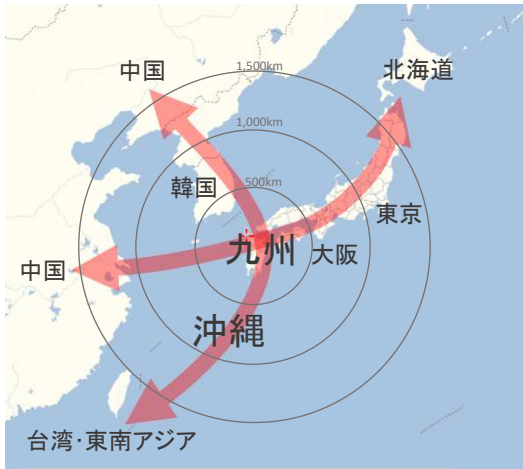 中国
1,500km
北海道
1,000km
韓国
500km
東京
九州
大阪
中国
沖縄
台湾・東南アジア